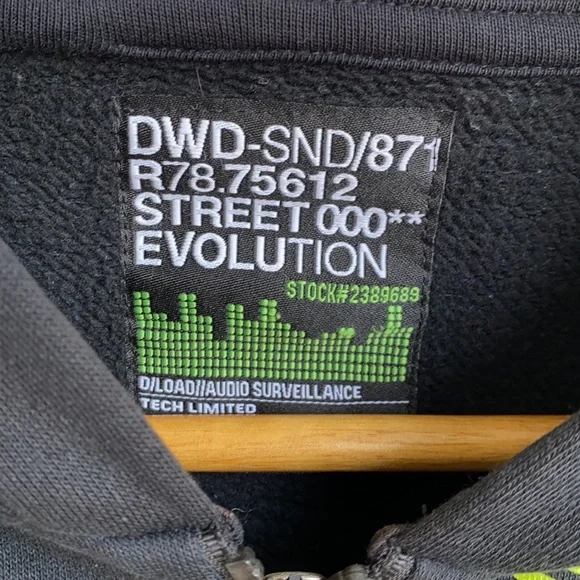 DWD-SND/871
R78.75612
STREET 000**
EVOLUTION
STOCK#2389689
D/LOAD//AUDIO SURVEILLANCE
TECH LIMITED